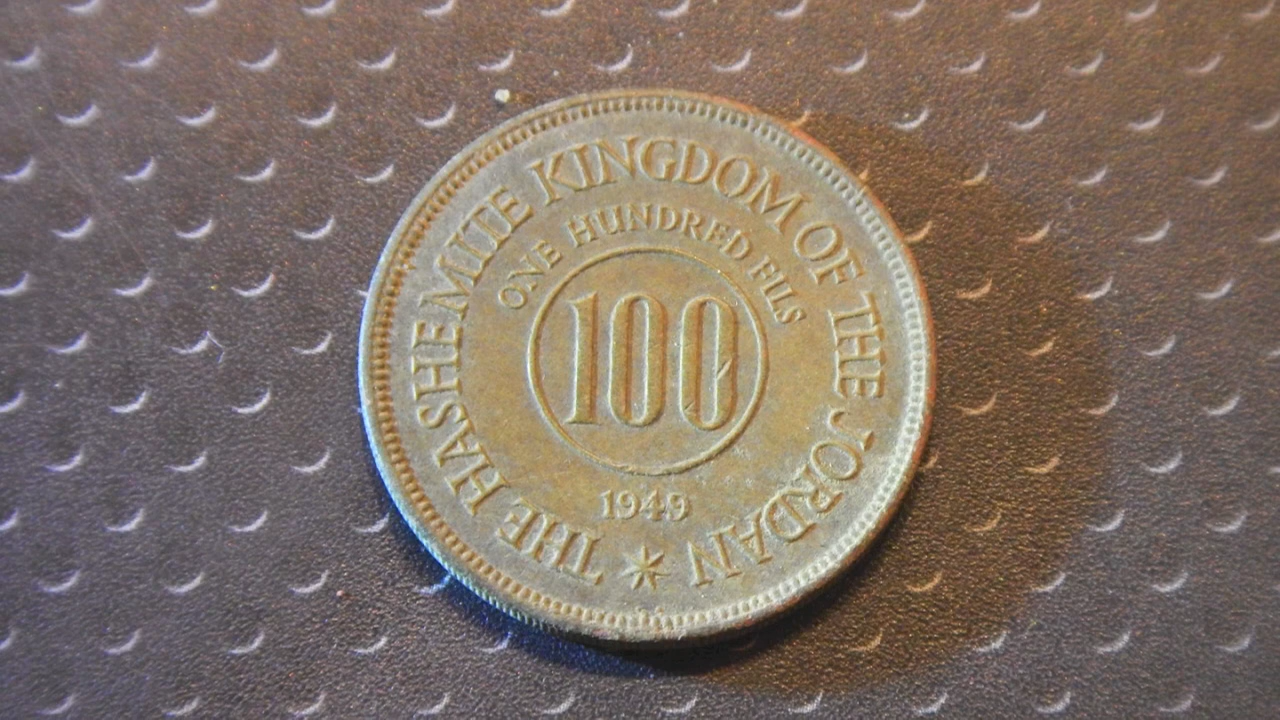 THE HASHEMITE KINGDOM OF THE JORDAN
ONE HUNDRED FILS
100
1949